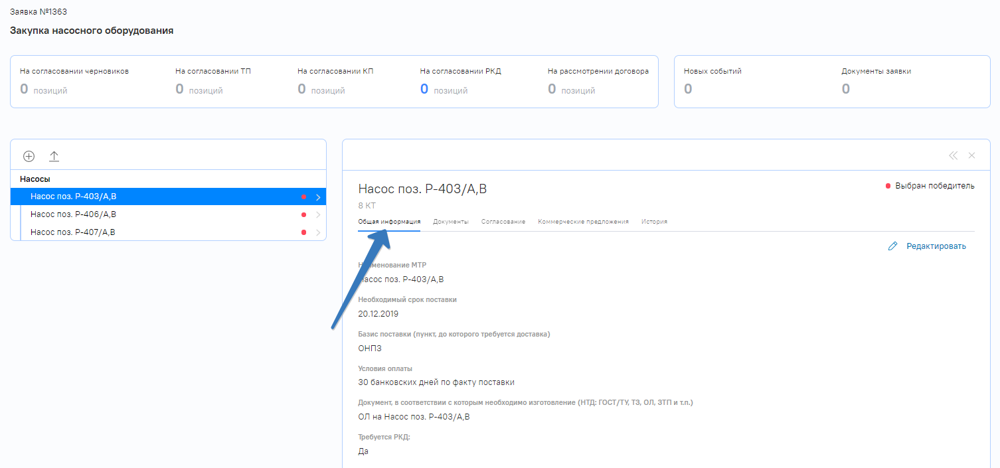 Заявка №1363
Закупка насосного оборудования
На согласовании черновиков
0 позиций
На согласовании ТП
0 позиций
На согласовании КП
0 позиций
На согласовании РКД
0 позиций
На рассмотрении договора
0 позиций
Новых событий
0
Документы заявки
0
Насосы
Насос поз. P-403/A,B
Насос поз. P-406/A,B
Насос поз. P-407/A,B
Насос поз. P-403/A,B
Выбран победитель
8 КТ
Общая информация Документы Согласование Коммерческие предложения История
Редактировать
Наименование МТР
Насос поз. P-403/A,B
Необходимый срок поставки
20.12.2019
Базис поставки (пункт, до которого требуется доставка)
ОНПЗ
Условия оплаты
30 банковских дней по факту поставки
Документ, в соответствии с которым необходимо изготовление (НТД: ГОСТ/ТУ, ТЗ, ОЛ, ЗТП и т.п.)
ОЛ на Насос поз. P-403/A,B
Требуется РКД:
Да